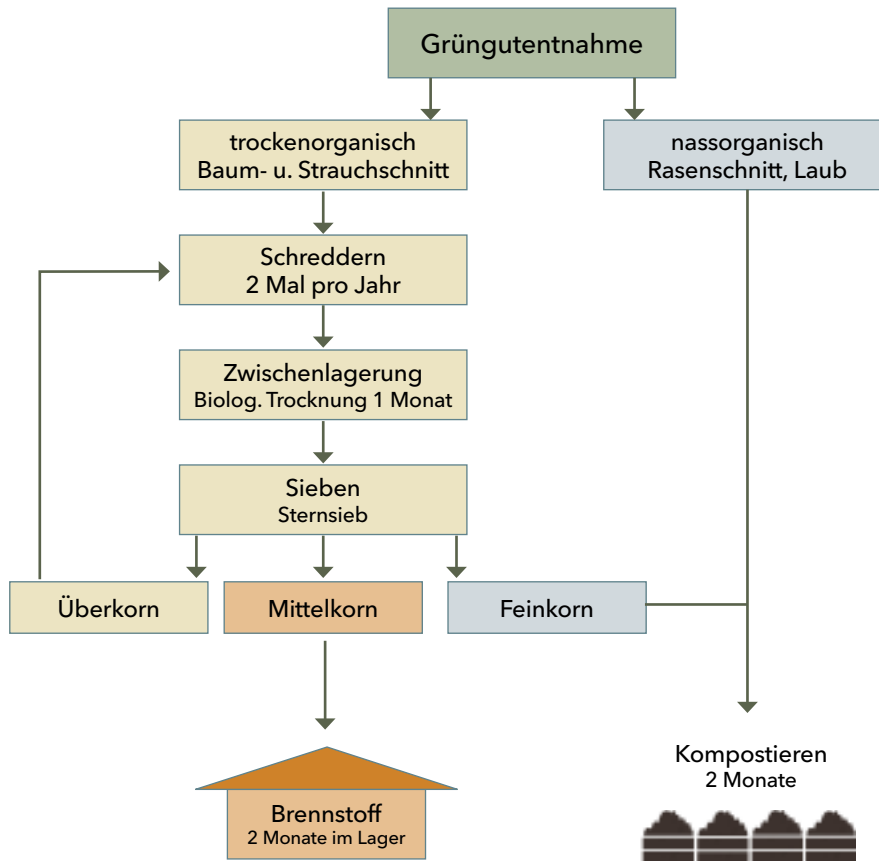 Grüngutentnahme
trockenorganisch
Baum- u. Strauchschnitt
nassorganisch
Rasenschnitt, Laub
Schreddern
2 Mal pro Jahr
Zwischenlagerung
Biolog. Trocknung 1 Monat
Sieben
Sternsieb
Überkorn
Mittelkorn
Feinkorn
Brennstoff
2 Monate im Lager
Kompostieren
2 Monate